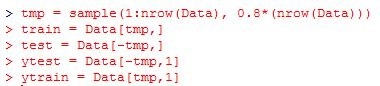 > tmp = sample(1:nrow(Data), 0.8*(nrow(Data)))
> train = Data[tmp,]
> test = Data[-tmp,]
> ytest = Data[-tmp,1]
> ytrain = Data[tmp,1]